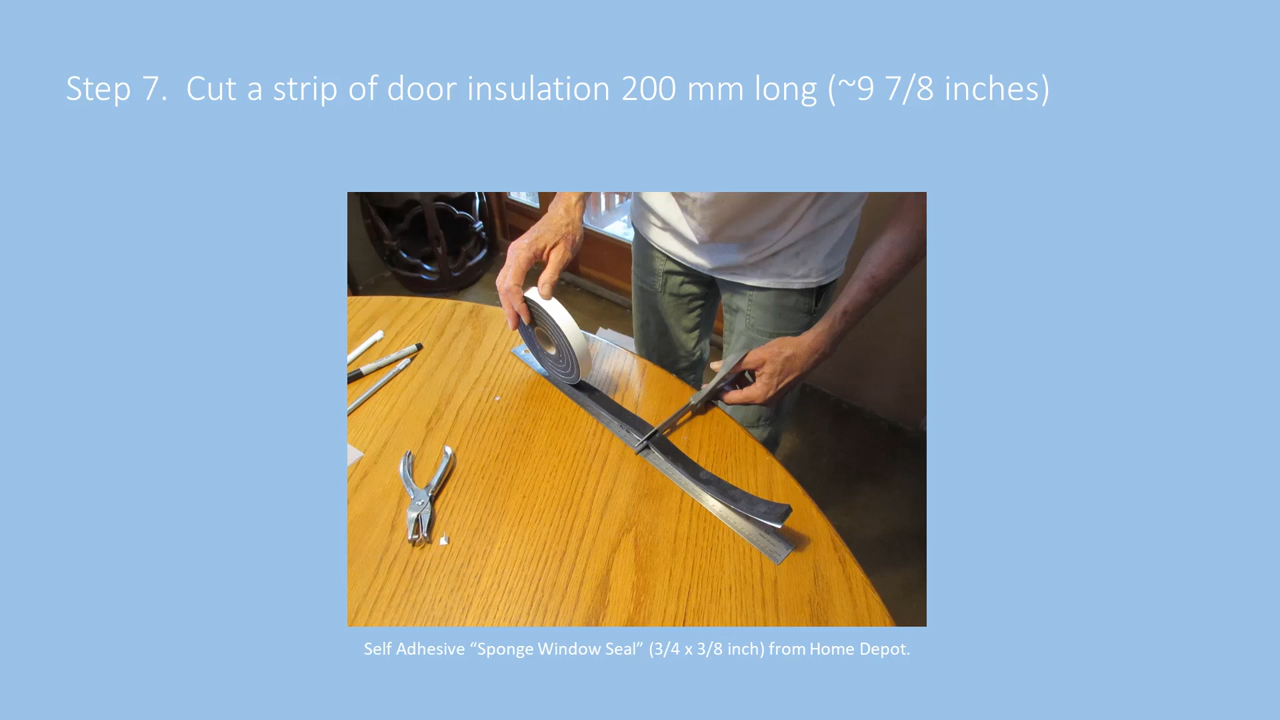 Step 7.  Cut a strip of door insulation 200 mm long (~9 7/8 inches)
Self Adhesive “Sponge Window Seal” (3/4 x 3/8 inch) from Home Depot.